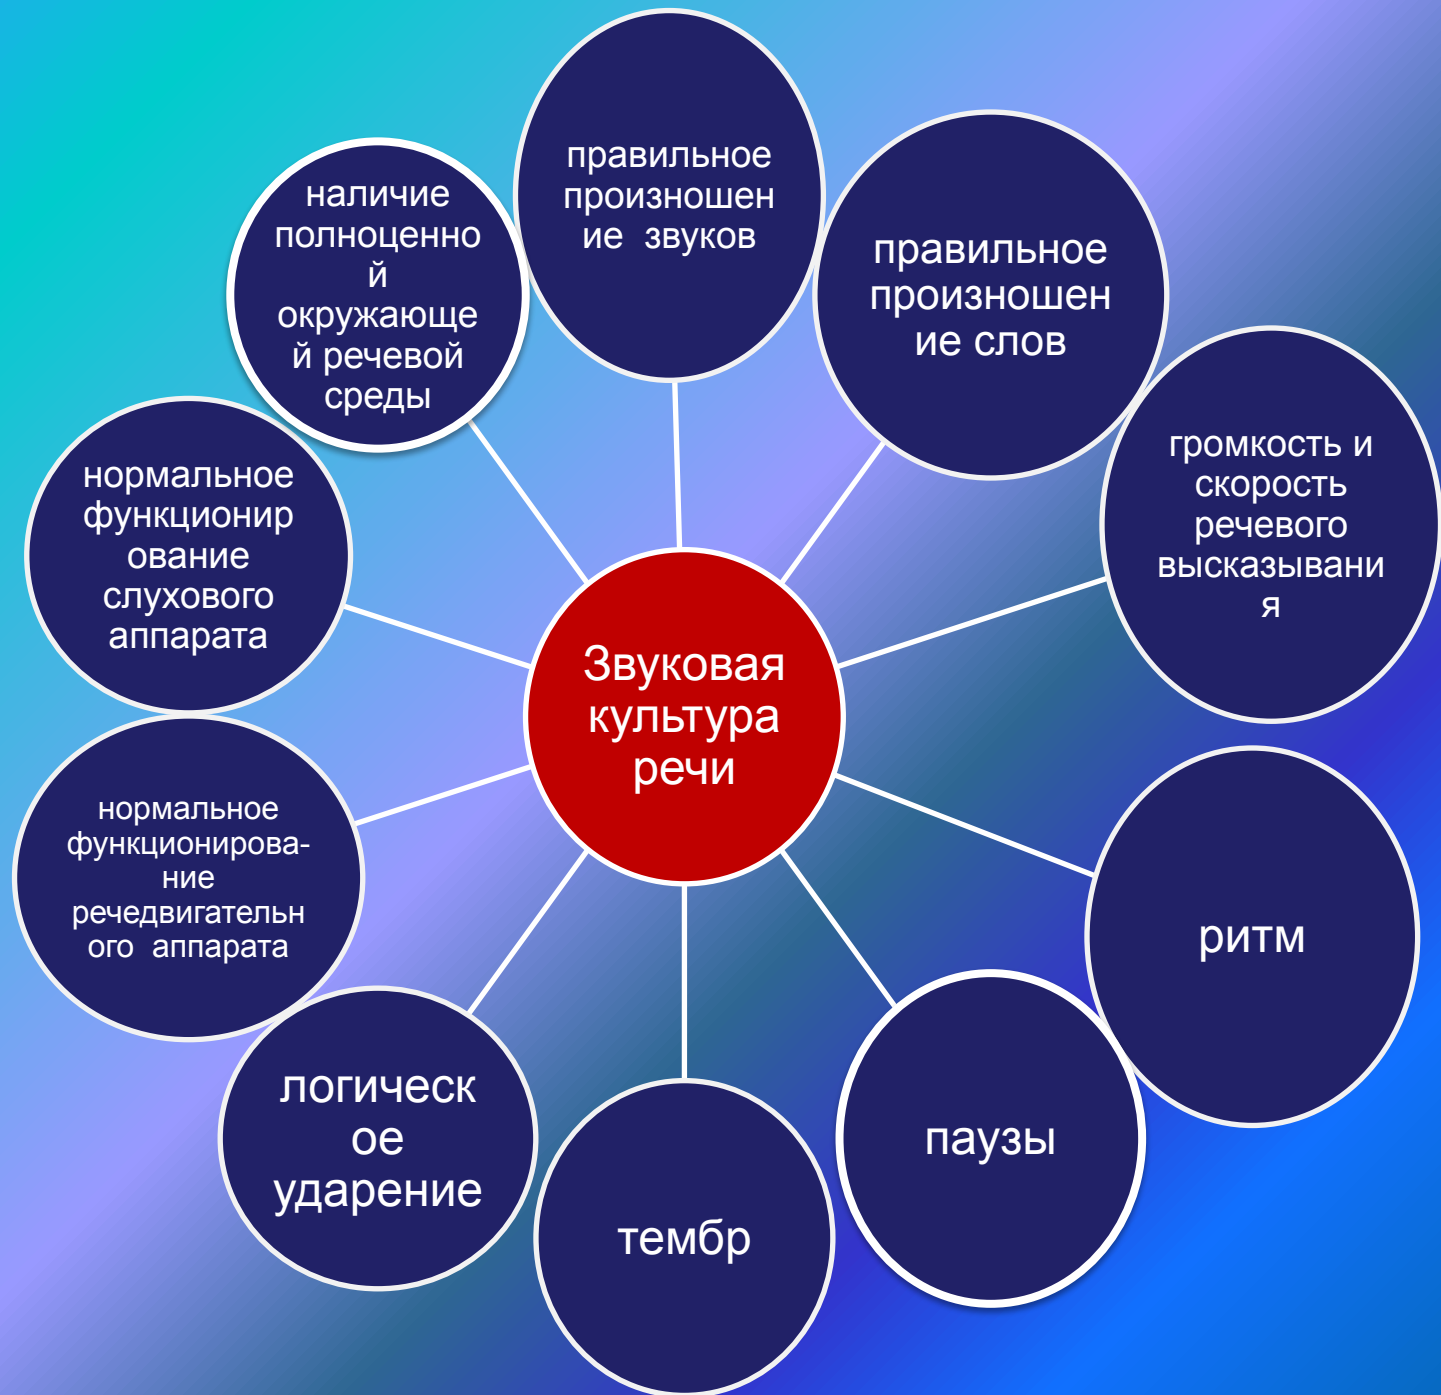 правильное
произношен
ие звуков
правильное
произношен
ие слов
громкость и
скорость
речевого
высказывани
я
ритм
паузы
тембр
логическ
ое
ударение
нормальное
функционирова-
ние
речедвигательн
ого аппарата
нормальное
функционир
ование
слухового
аппарата
наличие
полноценно
й
окружающе
й речевой
среды
Звуковая
культура
речи